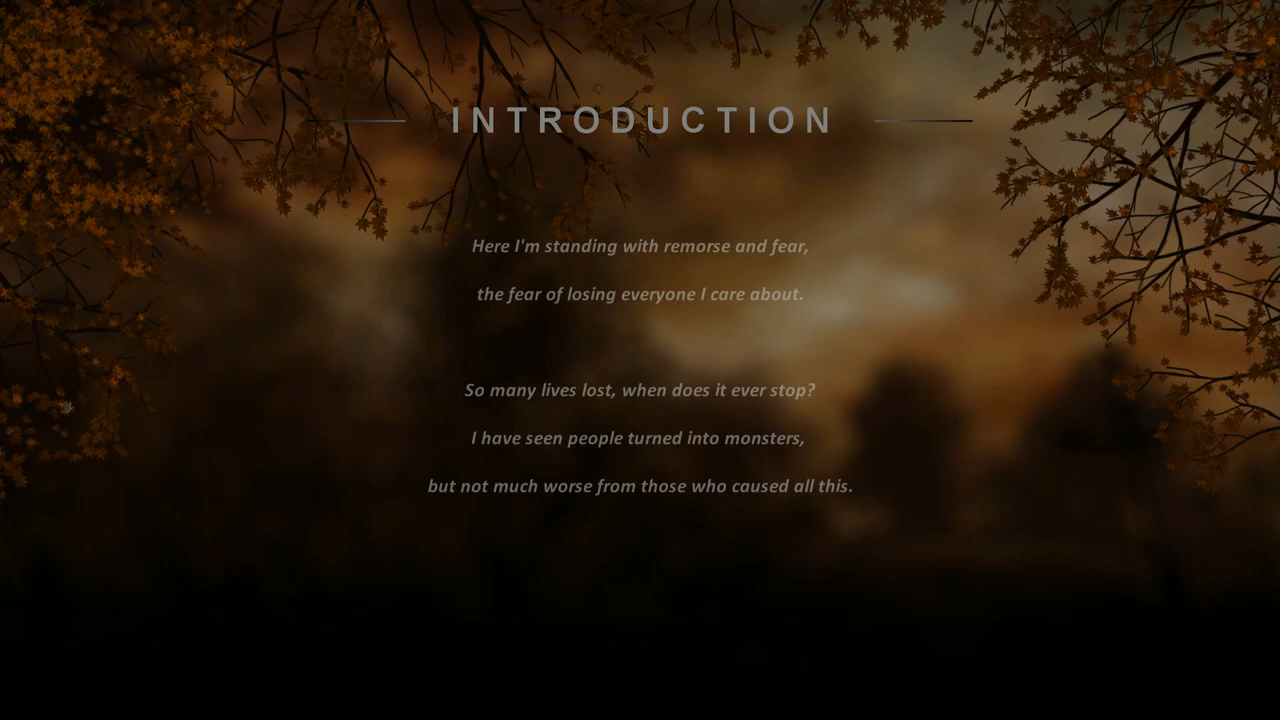 INTRODUCTION
Here I'm standing with remorse and fear,
the fear of losing everyone I care about.
So many lives lost, when does it ever stop?
I have seen people turned into monsters,
but not much worse from those who caused all this.